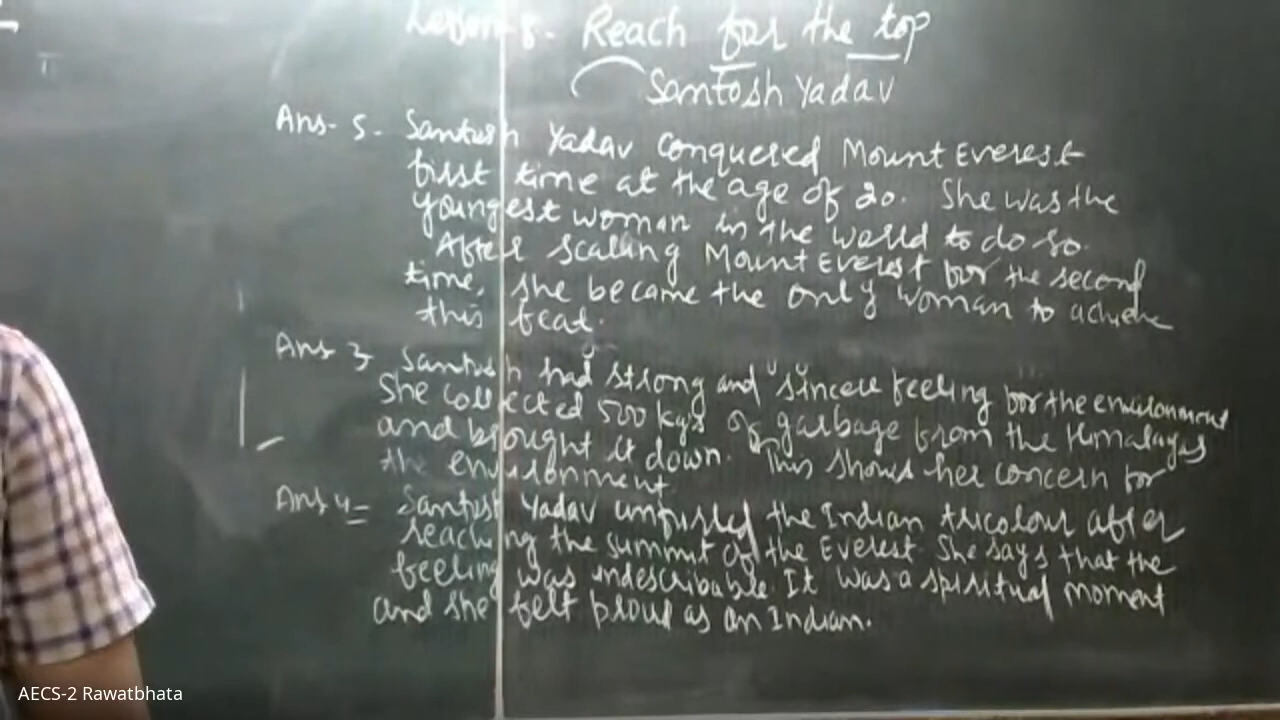 Lesson 8. Reach for the top
Santosh Yadav
Ans- 5- Santosh Yadav conquered Mount Everest
first time at the age of 20. She was the
youngest woman in the world to do so.
After scaling Mount Everest for the second
time, she became the only woman to achieve
this feat.
Ans 3 Santosh had strong and sincere feeling for the environment
She collected 500 kgs of garbage from the Himalayas
and brought it down. This shows her concern for
the environment
Ans 4= Santosh Yadav unfurled the Indian tricolour after
reaching the summit of the Everest. She says that the
feeling was indescribable. It was a spiritual moment
and she felt proud as an Indian.
AECS-2 Rawatbhata